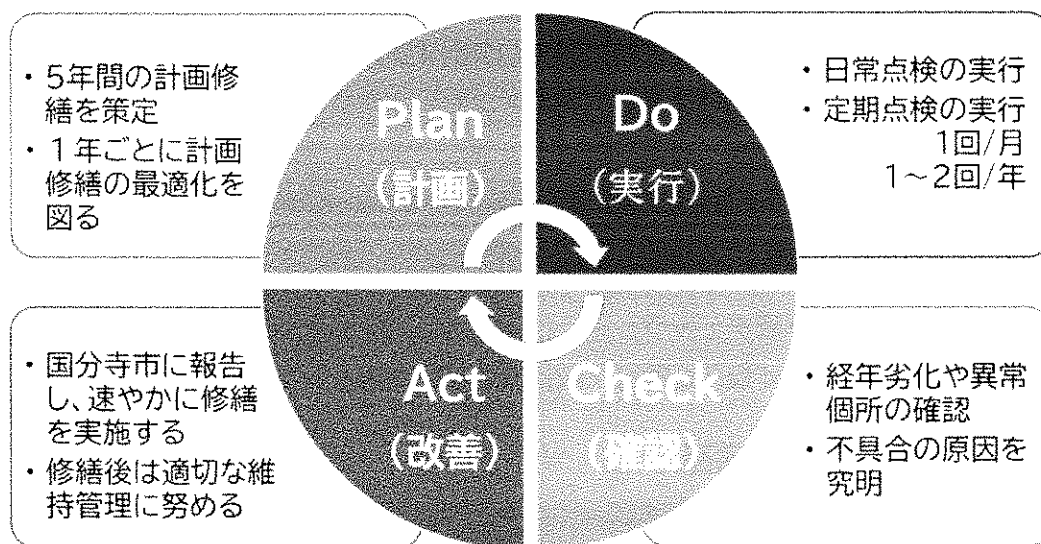 ・5年間の計画修
繕を策定
・１年ごとに計画
修繕の最適化を
図る
Plan
(計画)
Do
(実行)
・日常点検の実行
・定期点検の実行
1回/月
1～2回/年
・国分寺市に報告
し、速やかに修繕
を実施する
・修繕後は適切な維
持管理に努める
Act
(改善)
Check
(確認)
・経年劣化や異常
個所の確認
・不具合の原因を
究明